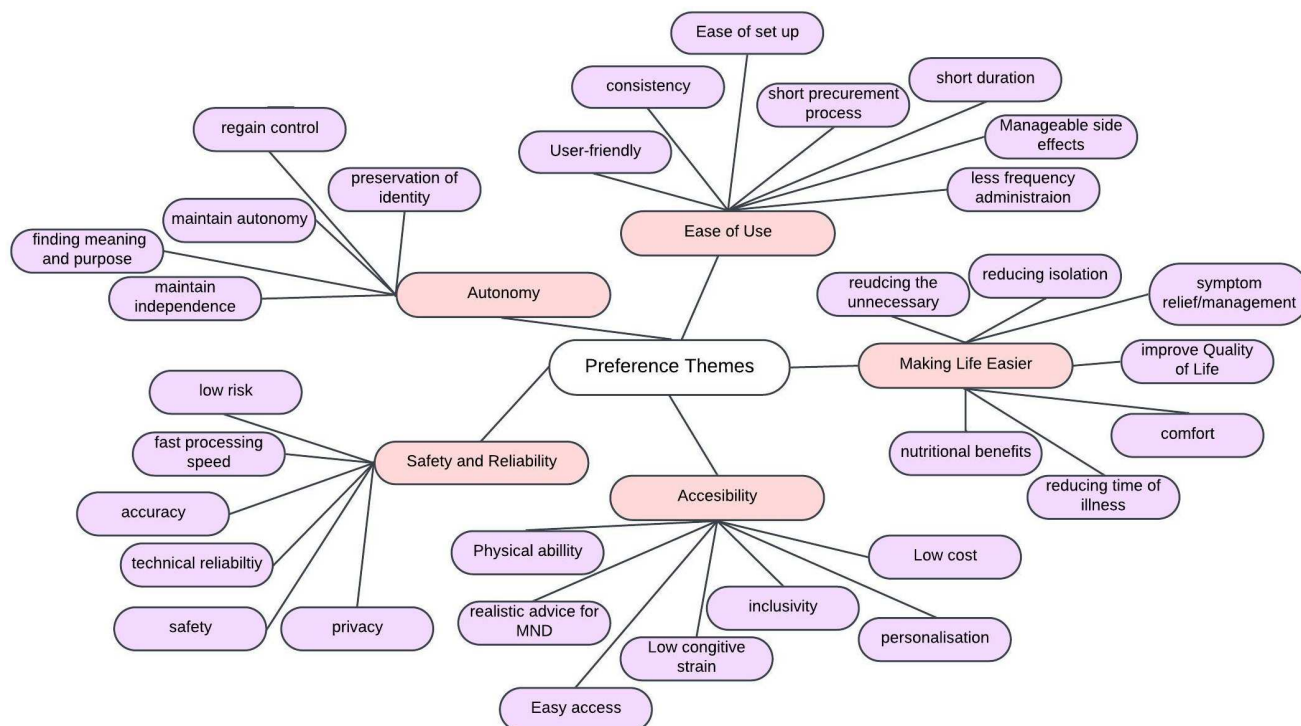 Ease of set up
consistency
short precurement
process
short duration
User-friendly
Manageable side
effects
less frequency
administraion
Ease of Use
regain control
preservation of
identity
maintain autonomy
finding meaning
and purpose
maintain
independence
Autonomy
Preference Themes
reudcing the
unnecessary
reducing isolation
symptom
relief/management
Making Life Easier
improve Quality
of Life
comfort
nutritional benefits
reducing time of
illness
low risk
fast processing
speed
Safety and Reliability
accuracy
technical reliabiltiy
safety
privacy
Accesibility
Physical abillity
Low cost
realistic advice for
MND
inclusivity
personalisation
Low congitive
strain
Easy access